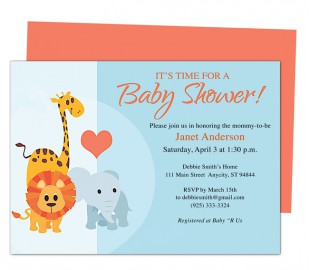 IT'S TIME FOR A
Baby Shower!
Please join us in honoring the mommy-to-be
Janet Anderson
Saturday, April 3 at 1:30 p.m.
Debbie Smith's Home
111 Smith Street Anycity, ST 94844
RSVP by March 15th
to debbiesmith@gmail.com
(925) 333-3324
Registered at Baby "R Us